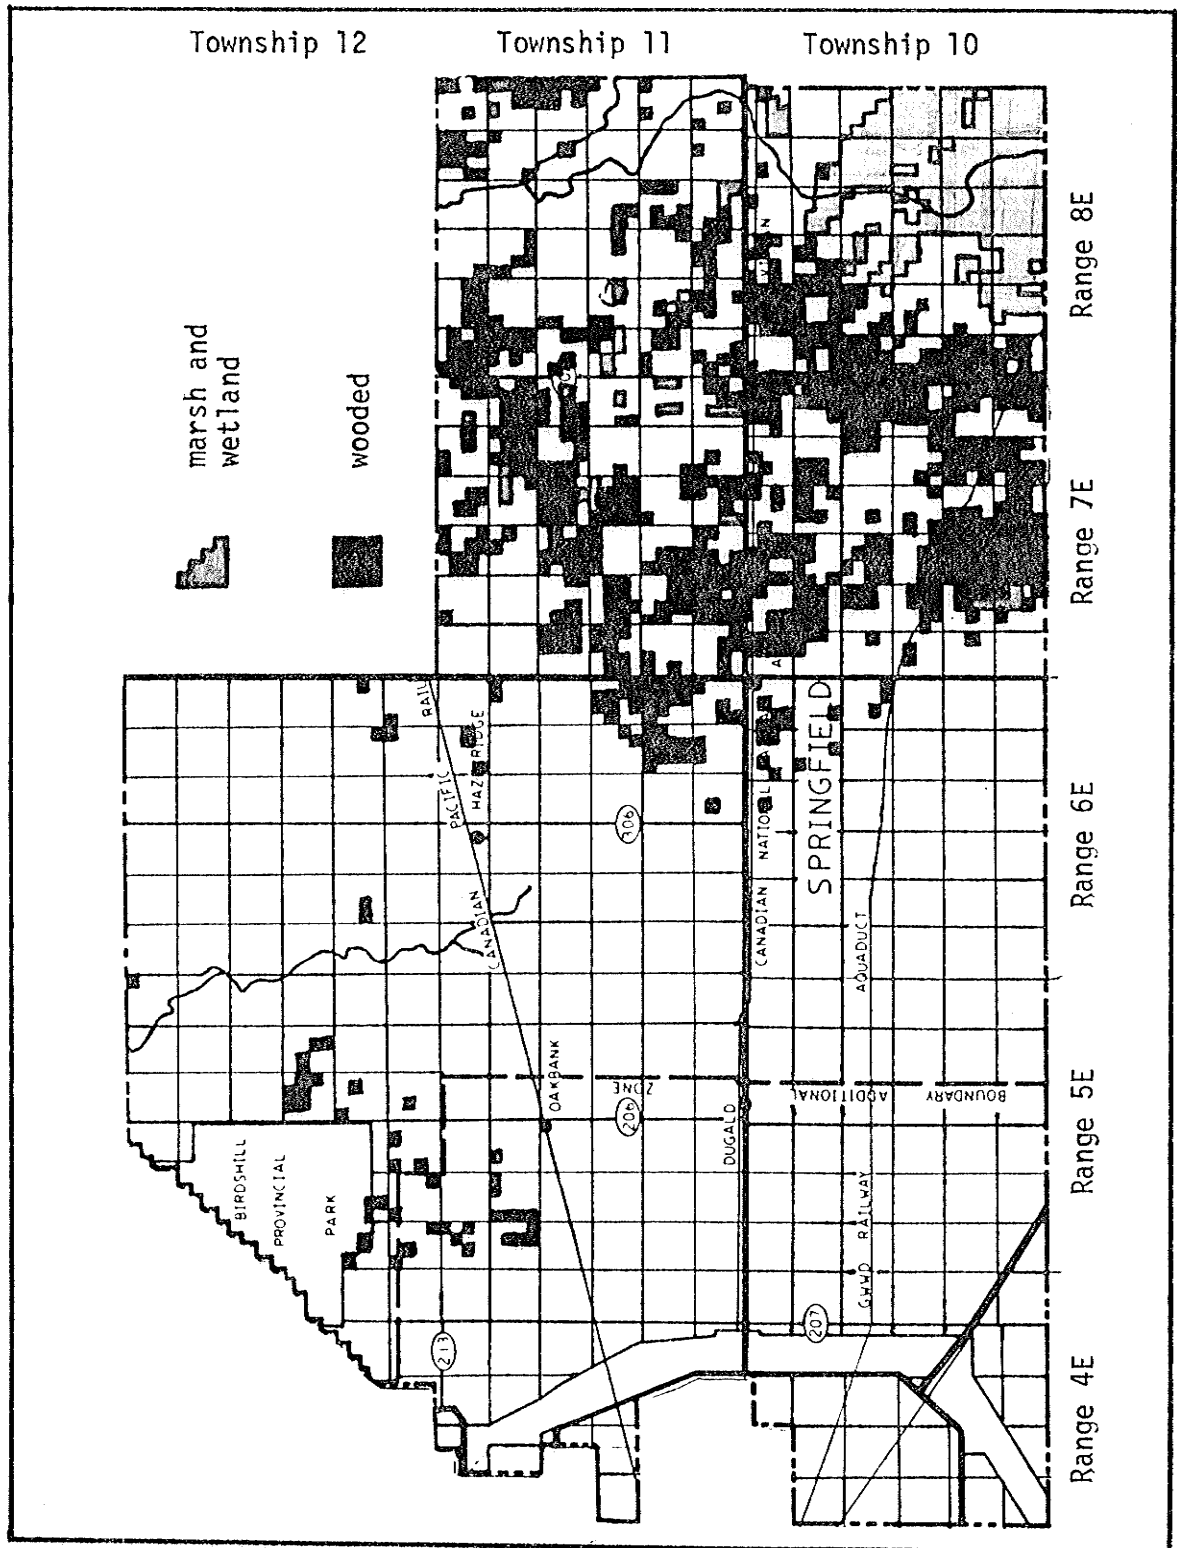 Township 12
Township 11
Township 10
marsh and
wetland
wooded
Range 8E
Range 7E
Range 6E
Range 5E
Range 4E
CANADIAN PACIFIC RAIL
HAZELRIDGE
306
CANADIAN NATIONAL
SPRINGFIELD
AQUADUCT
BIRDSHILL
PROVINCIAL
PARK
OAKBANK
206
ZONE
DUGALD
ADDITIONAL
BOUNDARY
GWWD RAILWAY
213
207